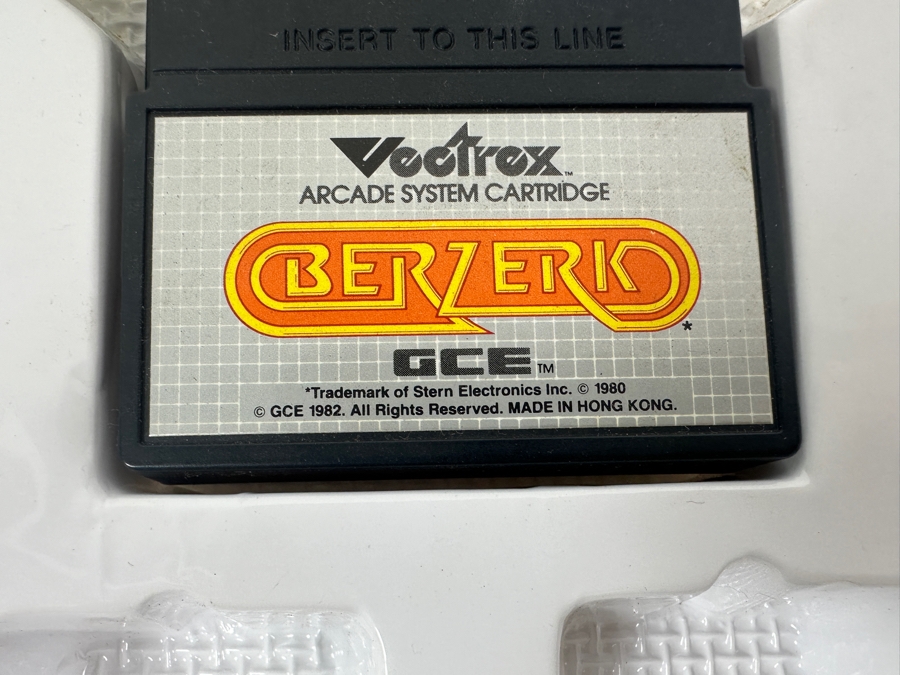 INSERT TO THIS LINE
Vectrex™
ARCADE SYSTEM CARTRIDGE
BERZERK*
GCE™
*Trademark of Stern Electronics Inc. © 1980
© GCE 1982. All Rights Reserved. MADE IN HONG KONG.